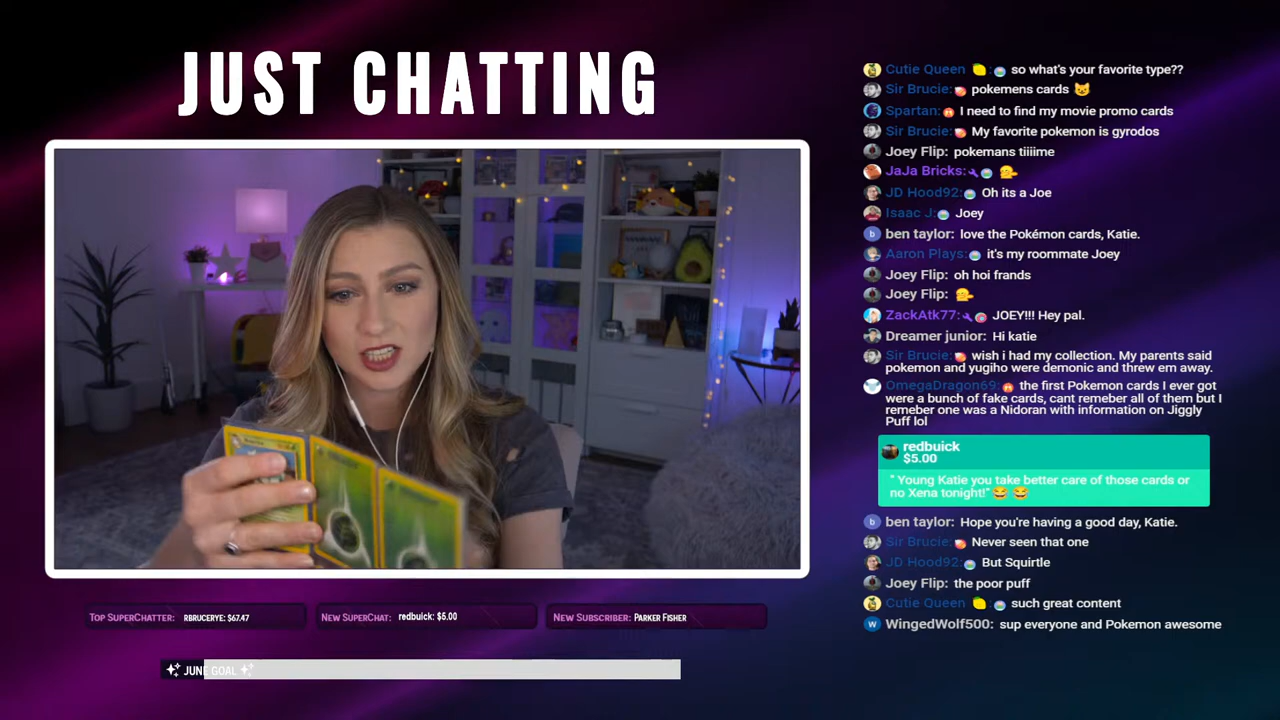 JUST CHATTING
Cutie Queen : so what's your favorite type??
Sir Brucie: pokemens cards
Spartan: I need to find my movie promo cards
Sir Brucie: My favorite pokemon is gyrodos
Joey Flip: pokemans tiiiime
JaJa Bricks:
JD Hood92: Oh its a Joe
Isaac J: Joey
b ben taylor: love the Pokémon cards, Katie.
Aaron Plays: it's my roommate Joey
Joey Flip: oh hoi frands
Joey Flip:
ZackAtk77: JOEY!!! Hey pal.
Dreamer junior: Hi katie
Sir Brucie: wish i had my collection. My parents said
pokemon and yugiho were demonic and threw em away.
OmegaDragon69: the first Pokemon cards I ever got
were a bunch of fake cards, cant remeber all of them but I
remeber one was a Nidoran with information on Jiggly
Puff lol
redbuick
$5.00
" Young Katie you take better care of those cards or
no Xena tonight!"
b ben taylor: Hope you're having a good day, Katie.
Sir Brucie: Never seen that one
JD Hood92: But Squirtle
Joey Flip: the poor puff
Cutie Queen : such great content
W WingedWolf500: sup everyone and Pokemon awesome
TOP SUPERCHATTER: RBRUCERYE: $67.47
NEW SUPERCHAT: redbuick: $5.00
NEW SUBSCRIBER: PARKER FISHER
JUNE GOAL